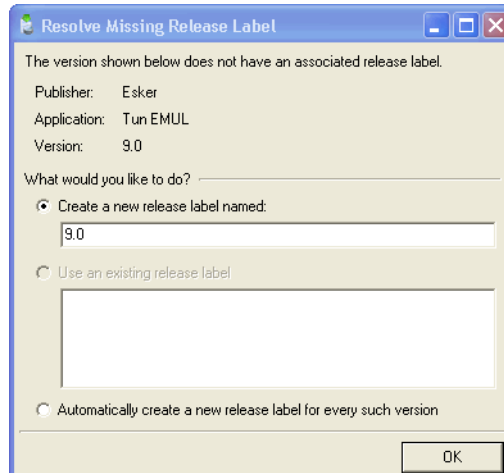 Resolve Missing Release Label
The version shown below does not have an associated release label.
Publisher: Esker
Application: Tun EMUL
Version: 9.0
What would you like to do?
Create a new release label named:
9.0
Use an existing release label
Automatically create a new release label for every such version
OK